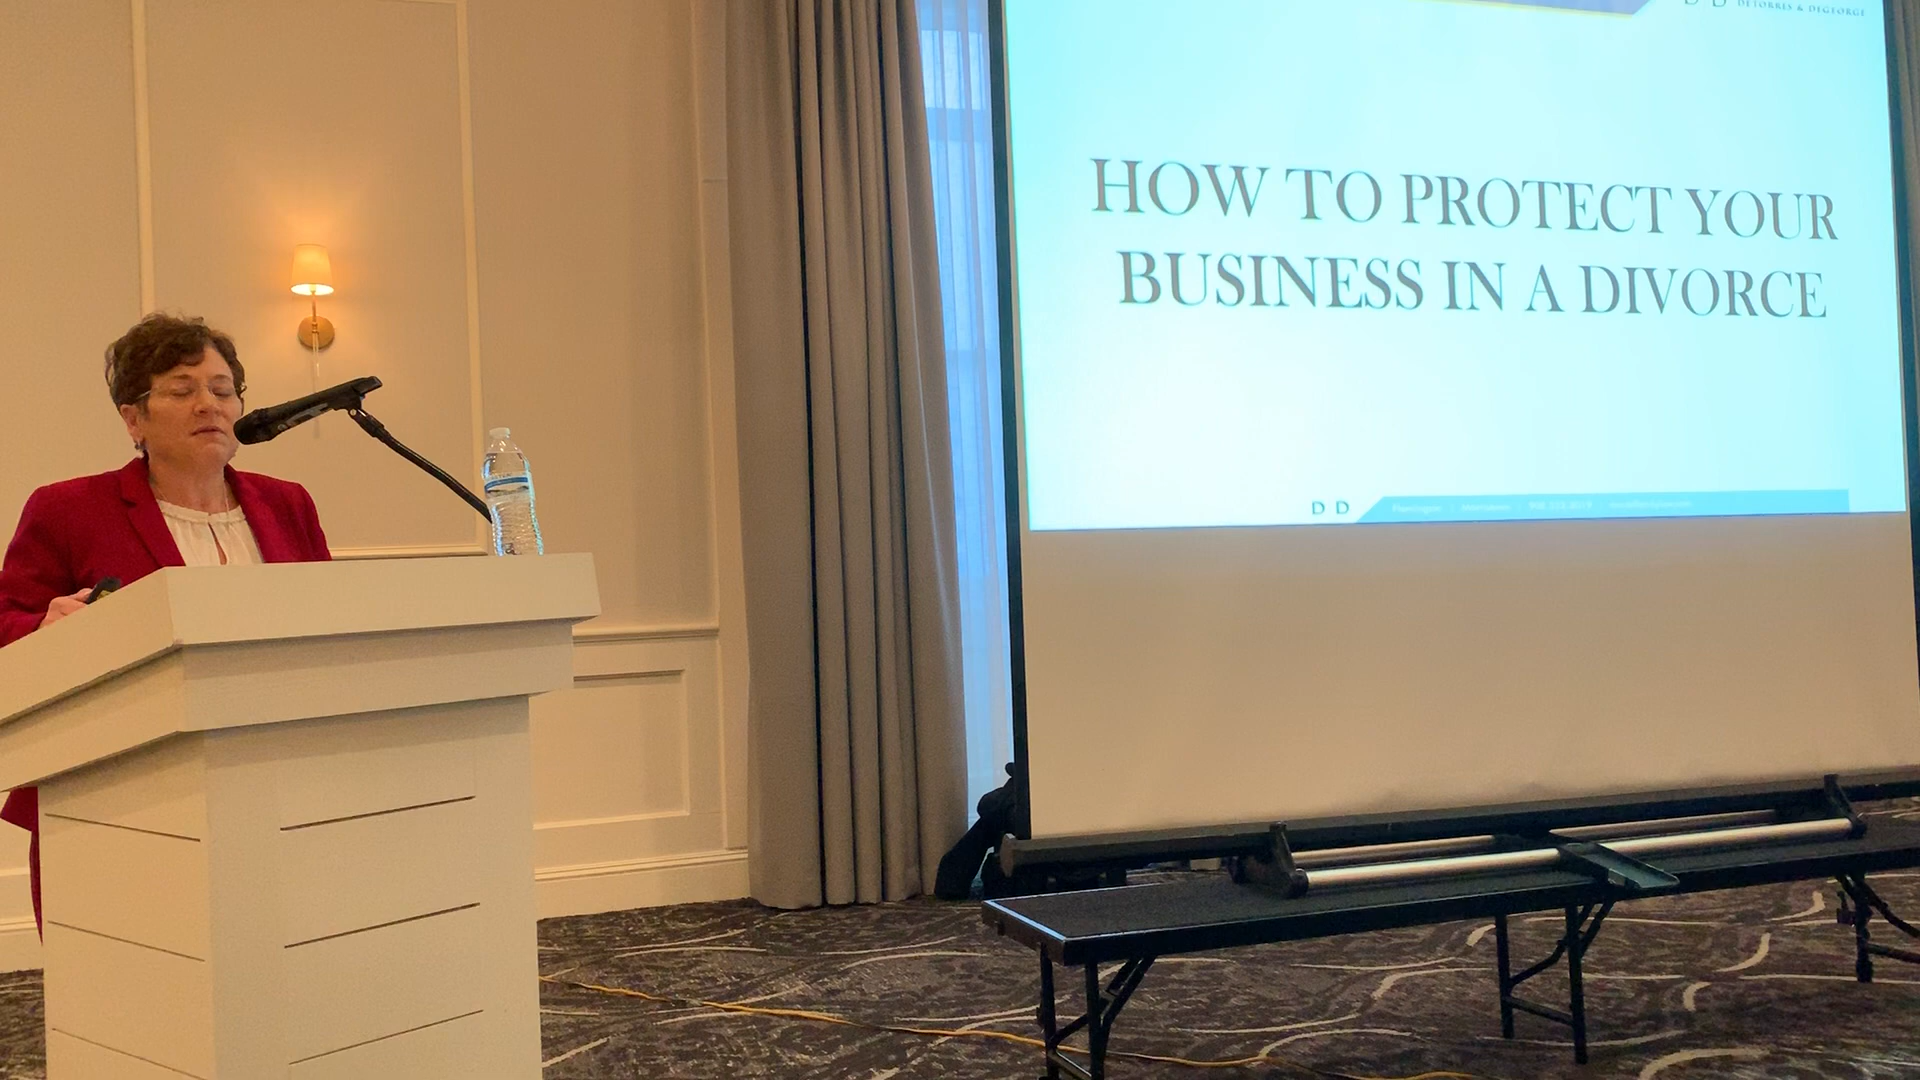 D D DETORRES & DEGEORGE
HOW TO PROTECT YOUR
BUSINESS IN A DIVORCE
D D